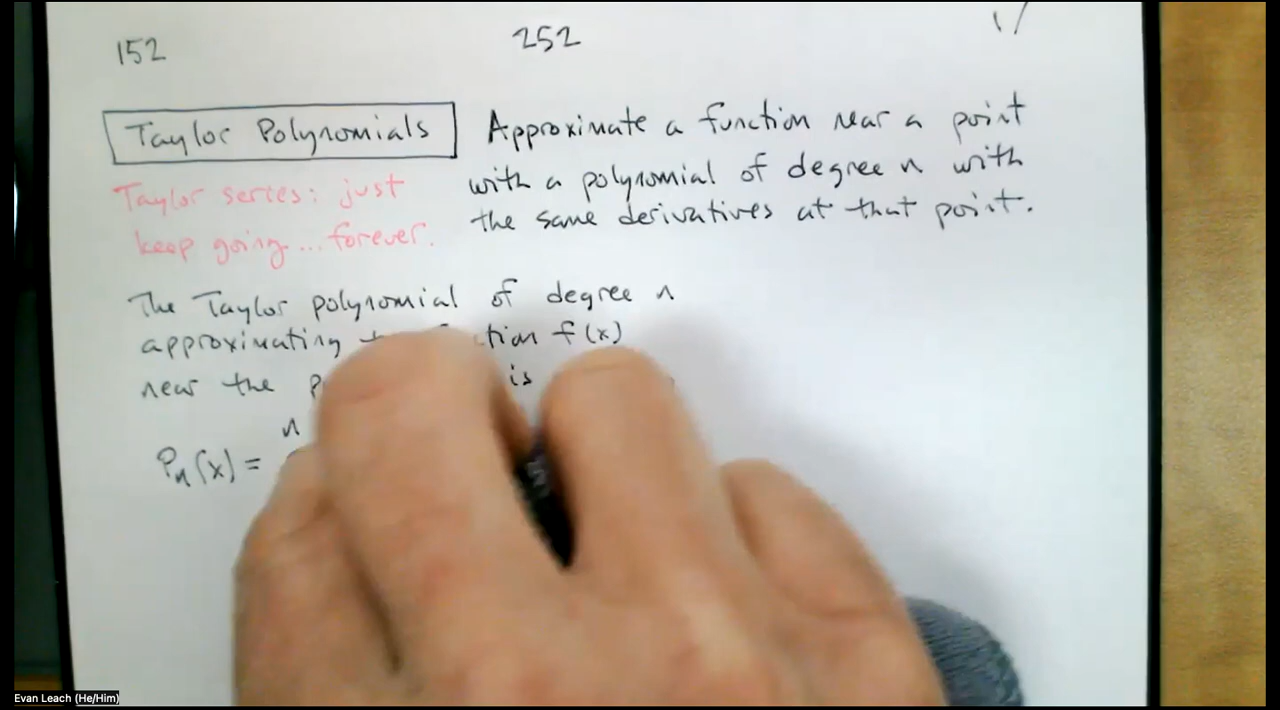 152
252
Taylor Polynomials
Approximate a function near a point
with a polynomial of degree n with
the same derivatives at that point.
Taylor series: just
keep going... forever.
The Taylor polynomial of degree n
approximating f(x)
near the is
n
Pn(x) =
Evan Leach (He/Him)